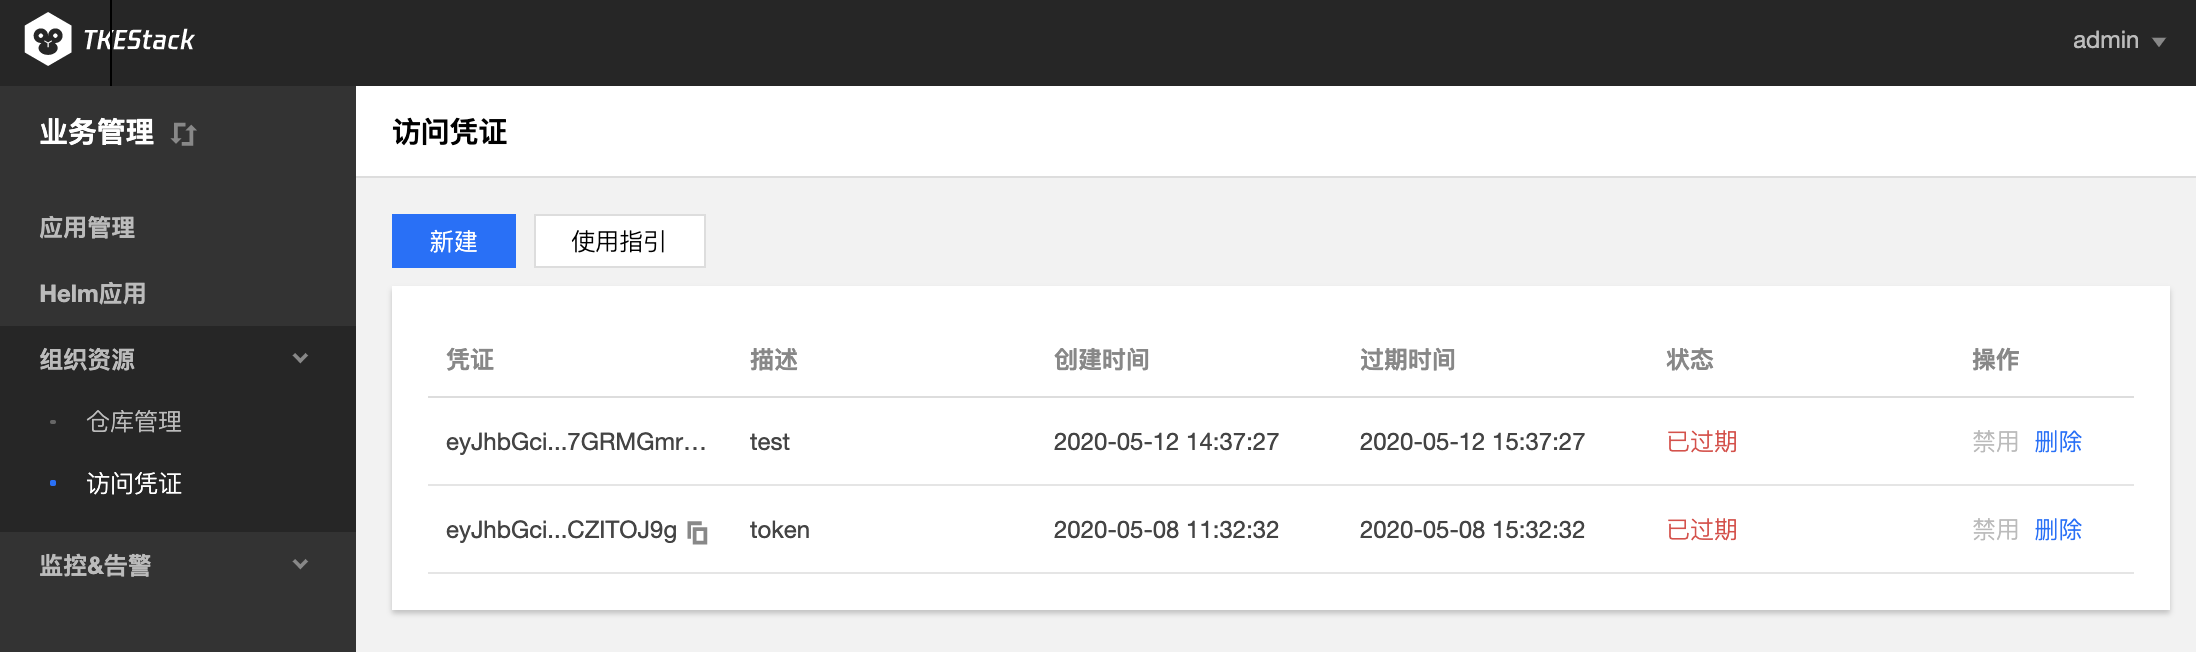 TKEStack
admin
业务管理
应用管理
Helm应用
组织资源
仓库管理
访问凭证
监控&告警
访问凭证
新建 使用指引
凭证 描述 创建时间 过期时间 状态 操作
eyJhbGci...7GRMGmr... test 2020-05-12 14:37:27 2020-05-12 15:37:27 已过期 禁用 删除
eyJhbGci...CZITOJ9g token 2020-05-08 11:32:32 2020-05-08 15:32:32 已过期 禁用 删除